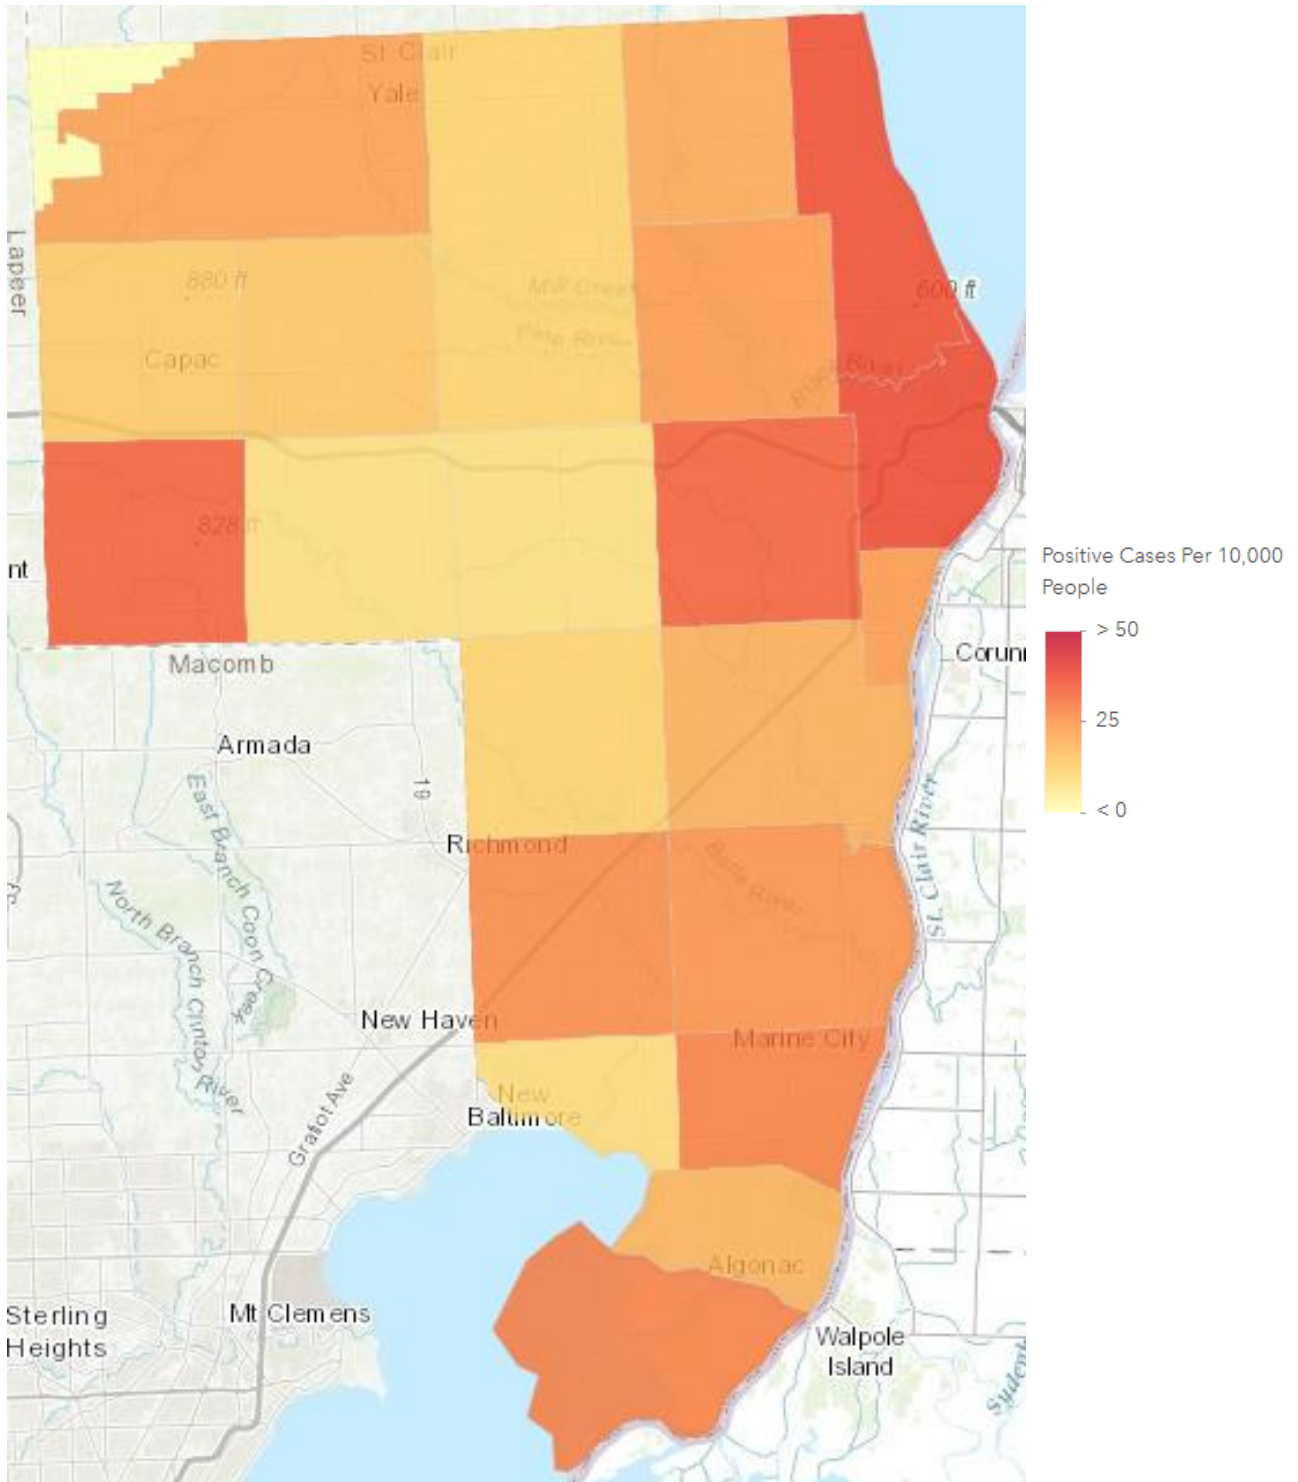 St. Clair
Yale
Lapeer
880 ft
Mill Creek
600 ft
Pine River
Capac
Black River
828 ft
nt
Positive Cases Per 10,000
People
> 50
25
< 0
Macomb
Corunn
Armada
19
East Branch Coon Creek
Richmond
Belle River
St. Clair River
North Branch Clinton River
New Haven
Marine City
New
Baltimore
Gratiot Ave
Algonac
Mt Clemens
Sterling
Heights
Walpole
Island
Syden